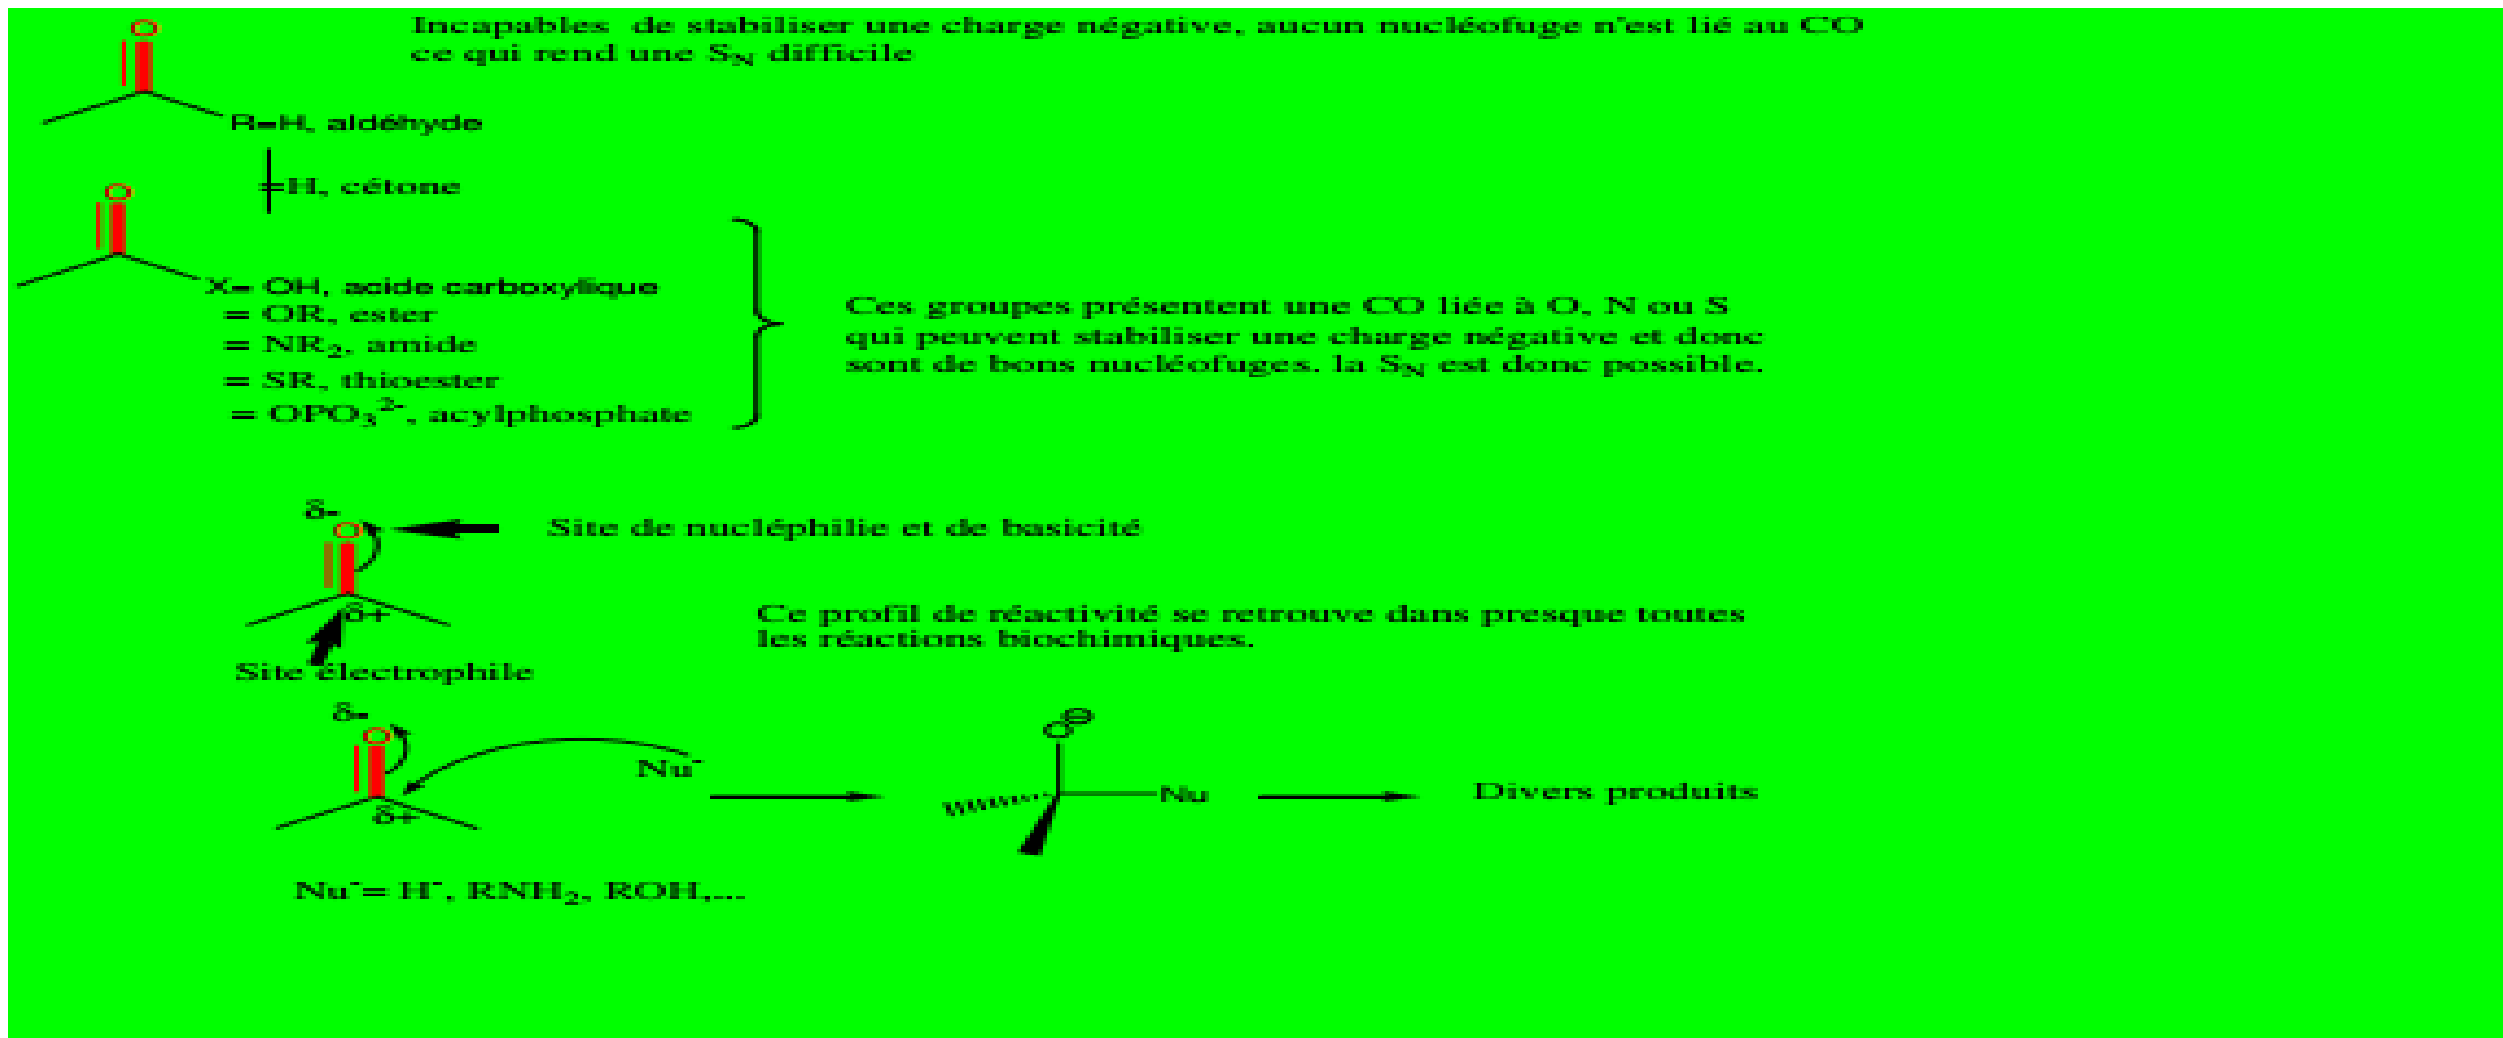 O
Incapables de stabiliser une charge négative, aucun nucléofuge n'est lié au CO
ce qui rend une S_N difficile
R=H, aldéhyde
≠H, cétone
O
X= OH, acide carboxylique
= OR, ester
= NR₂, amide
= SR, thioester
= OPO₃²⁻, acylphosphate
Ces groupes présentent une CO liée à O, N ou S
qui peuvent stabiliser une charge négative et donc
sont de bons nucléofuges. la S_N est donc possible.
δ-
O
Site de nucléphilie et de basicité
δ+
Ce profil de réactivité se retrouve dans presque toutes
les réactions biochimiques.
Site électrophile
δ-
O
Nu⁻
δ+
O⊖
Nu
Divers produits
Nu⁻= H⁻, RNH₂, ROH,...